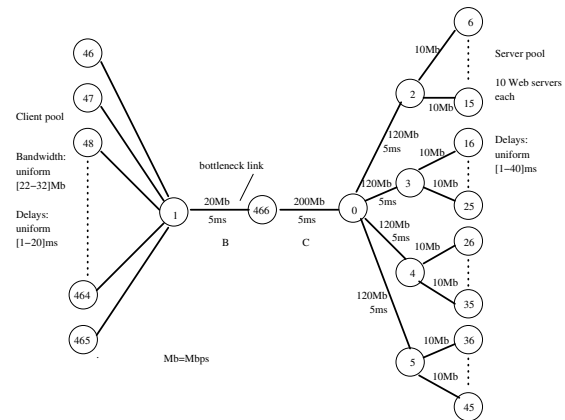 46
47
48
464
465
Client pool
Bandwidth:
uniform
[22−32]Mb
Delays:
uniform
[1−20]ms
1
bottleneck link
20Mb
5ms
B
466
200Mb
5ms
C
0
Mb=Mbps
120Mb
5ms
120Mb
5ms
120Mb
5ms
120Mb
5ms
2
3
4
5
10Mb
10Mb
10Mb
10Mb
10Mb
10Mb
10Mb
10Mb
6
15
16
25
26
35
36
45
Server pool
10 Web servers
each
Delays:
uniform
[1−40]ms